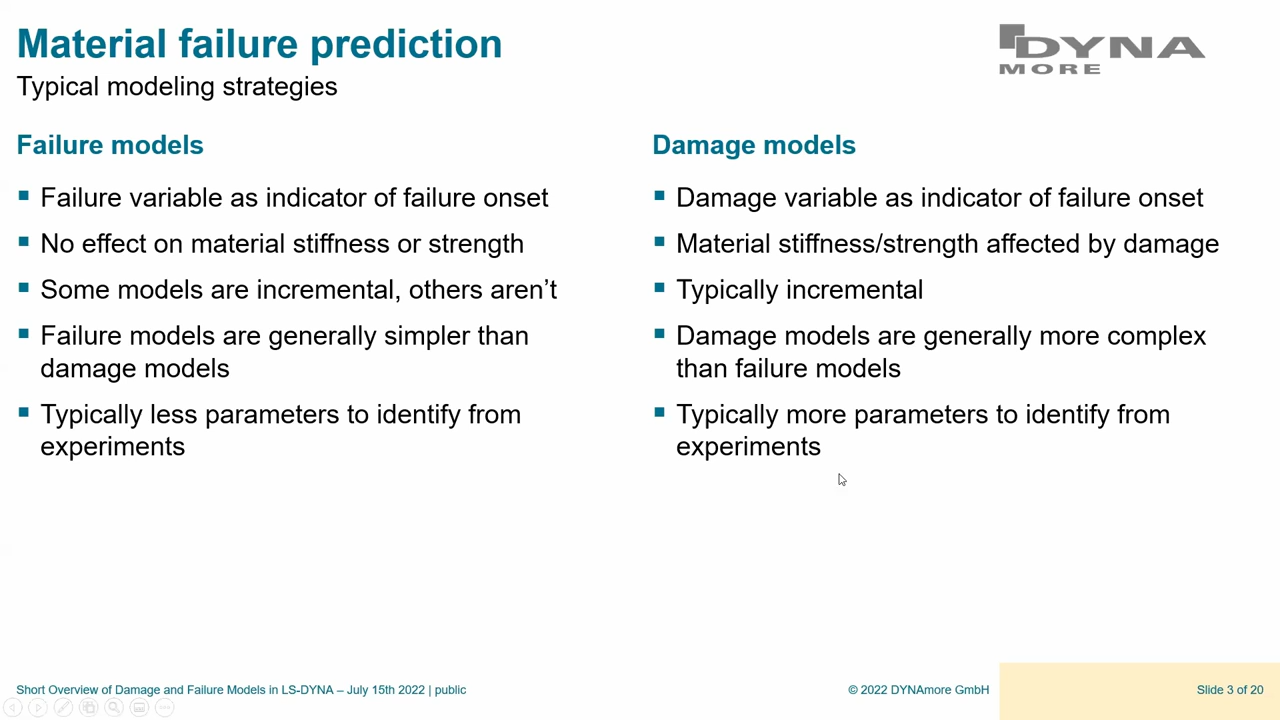 Material failure prediction
Typical modeling strategies
DYNA
MORE
Failure models
Failure variable as indicator of failure onset
No effect on material stiffness or strength
Some models are incremental, others aren’t
Failure models are generally simpler than
damage models
Typically less parameters to identify from
experiments
Damage models
Damage variable as indicator of failure onset
Material stiffness/strength affected by damage
Typically incremental
Damage models are generally more complex
than failure models
Typically more parameters to identify from
experiments
Short Overview of Damage and Failure Models in LS-DYNA – July 15th 2022 | public
© 2022 DYNAmore GmbH
Slide 3 of 20